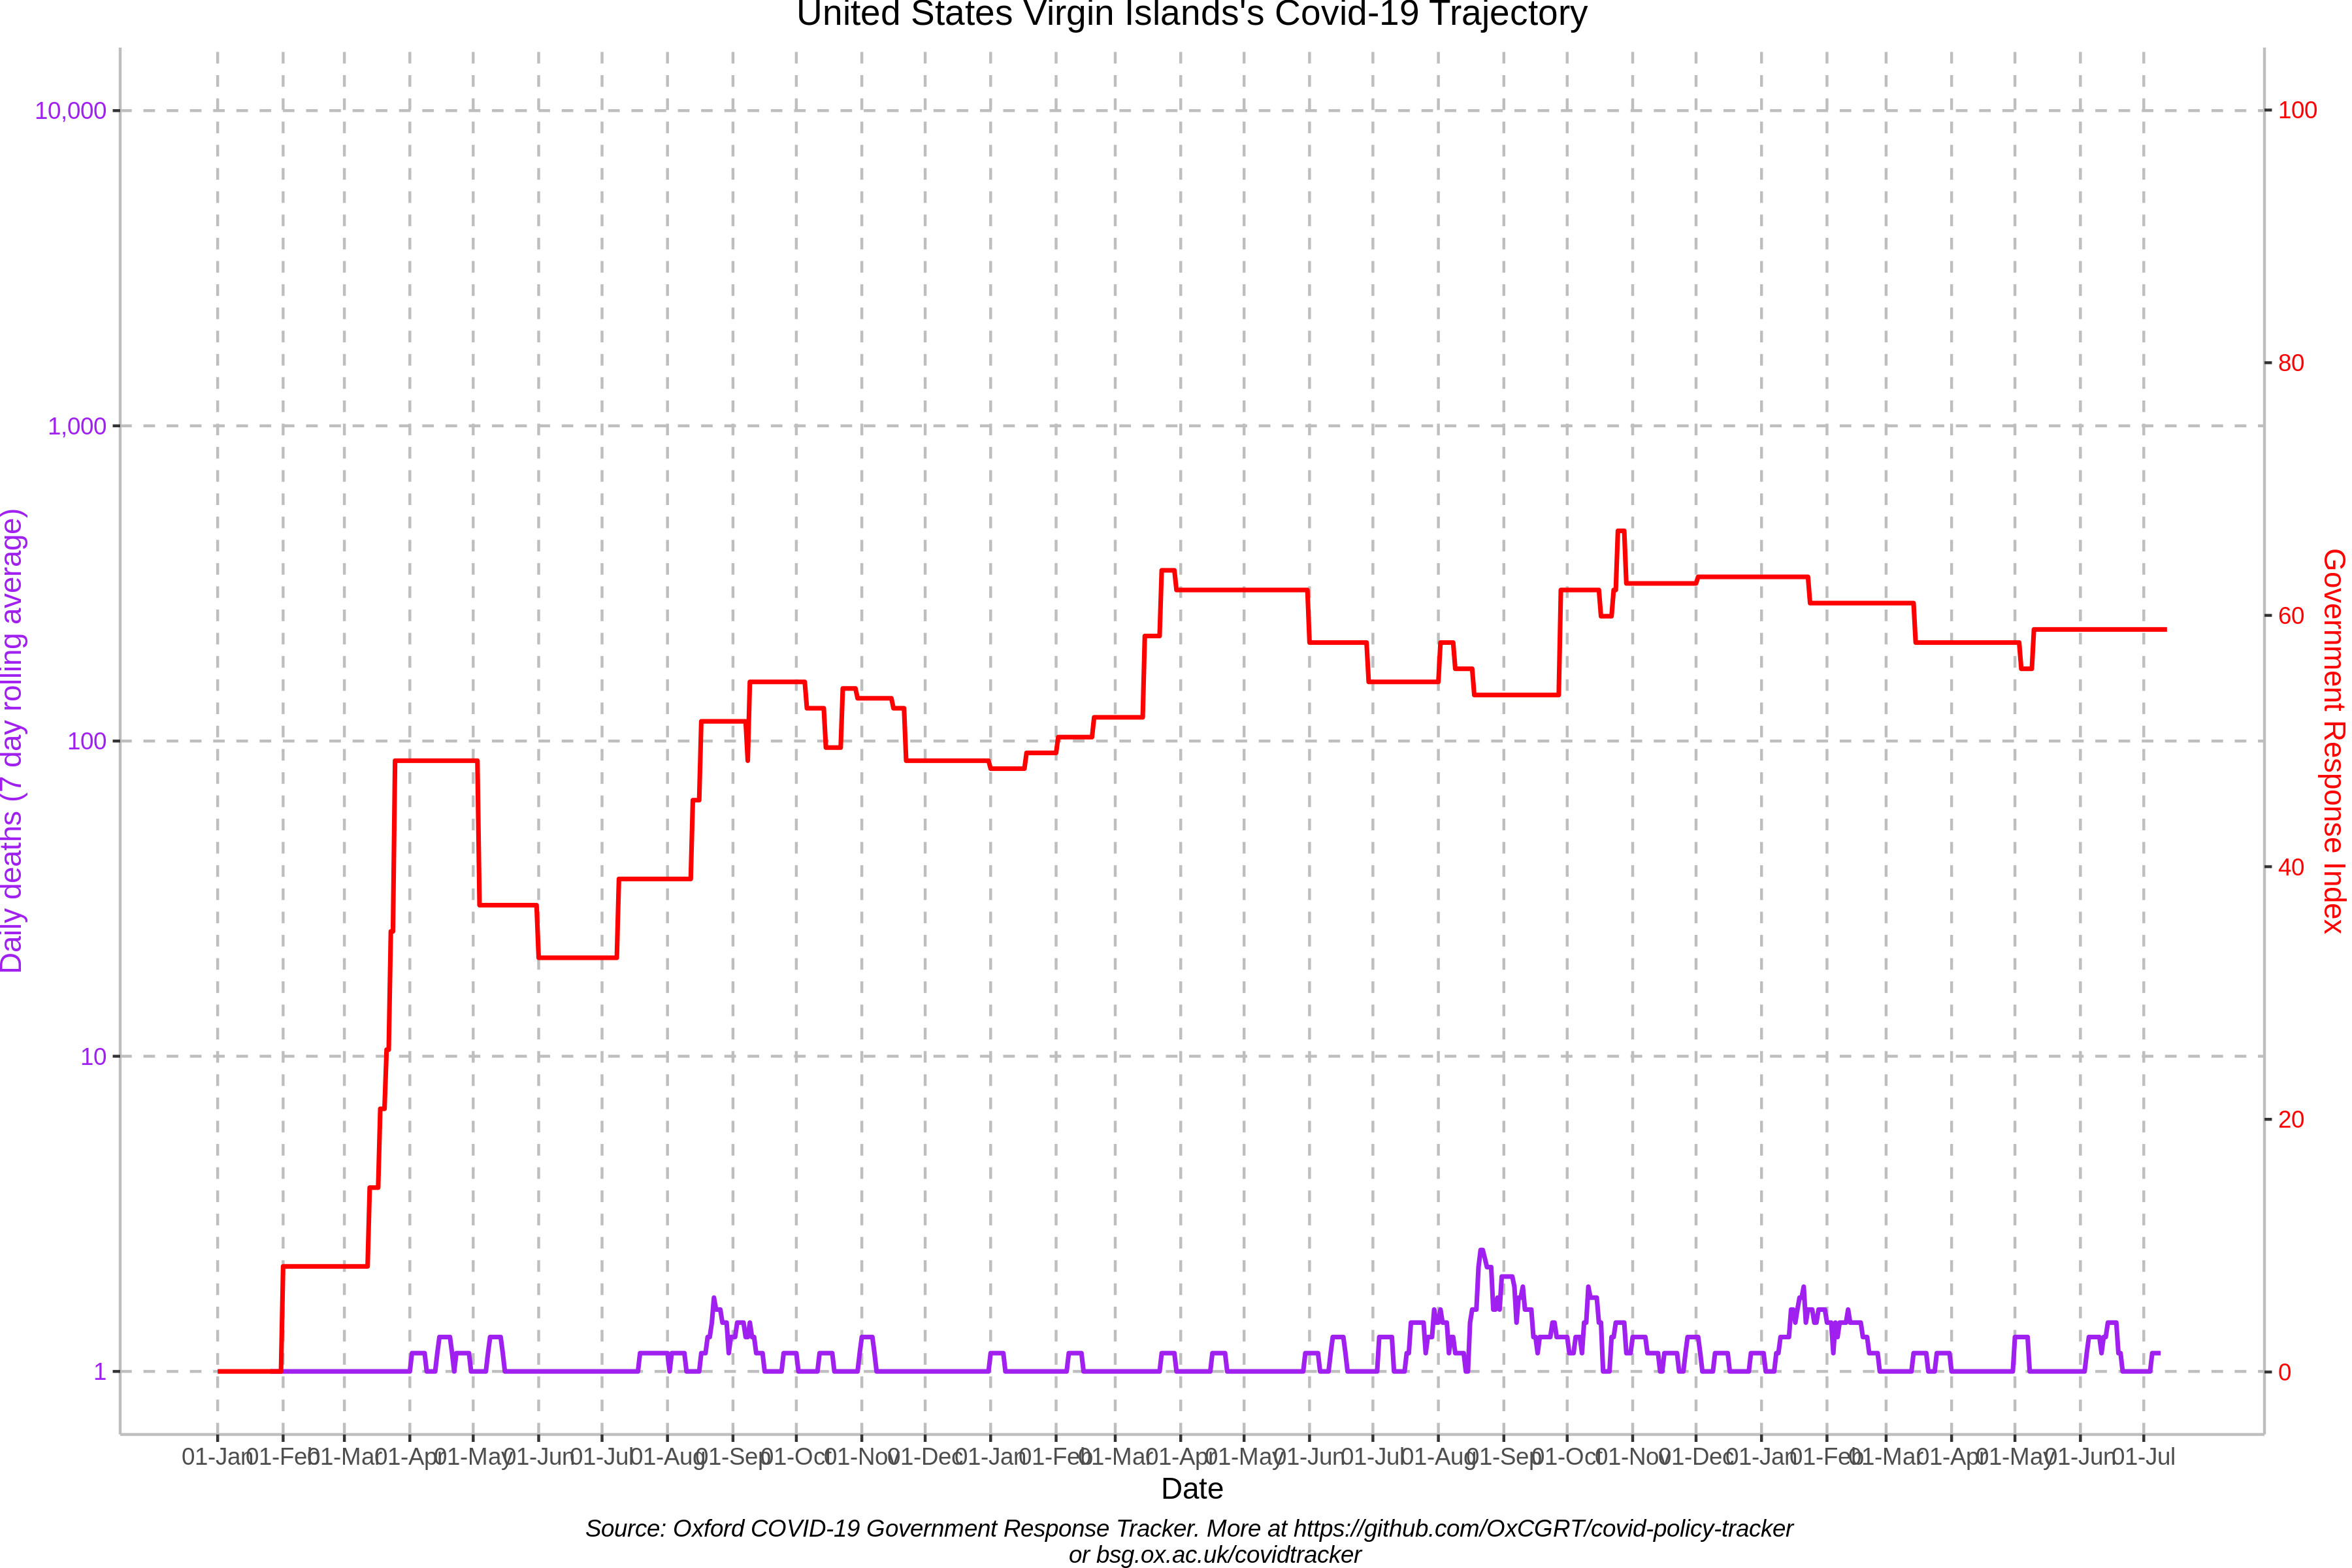 United States Virgin Islands's Covid-19 Trajectory
10,000
1,000
100
10
1
Daily deaths (7 day rolling average)
100
80
60
40
20
0
Government Response Index
01-Jan 01-Feb 01-Mar 01-Apr 01-May 01-Jun 01-Jul 01-Aug 01-Sep 01-Oct 01-Nov 01-Dec 01-Jan 01-Feb 01-Mar 01-Apr 01-May 01-Jun 01-Jul 01-Aug 01-Sep 01-Oct 01-Nov 01-Dec 01-Jan 01-Feb 01-Mar 01-Apr 01-May 01-Jun 01-Jul
Date
Source: Oxford COVID-19 Government Response Tracker. More at https://github.com/OxCGRT/covid-policy-tracker
or bsg.ox.ac.uk/covidtracker